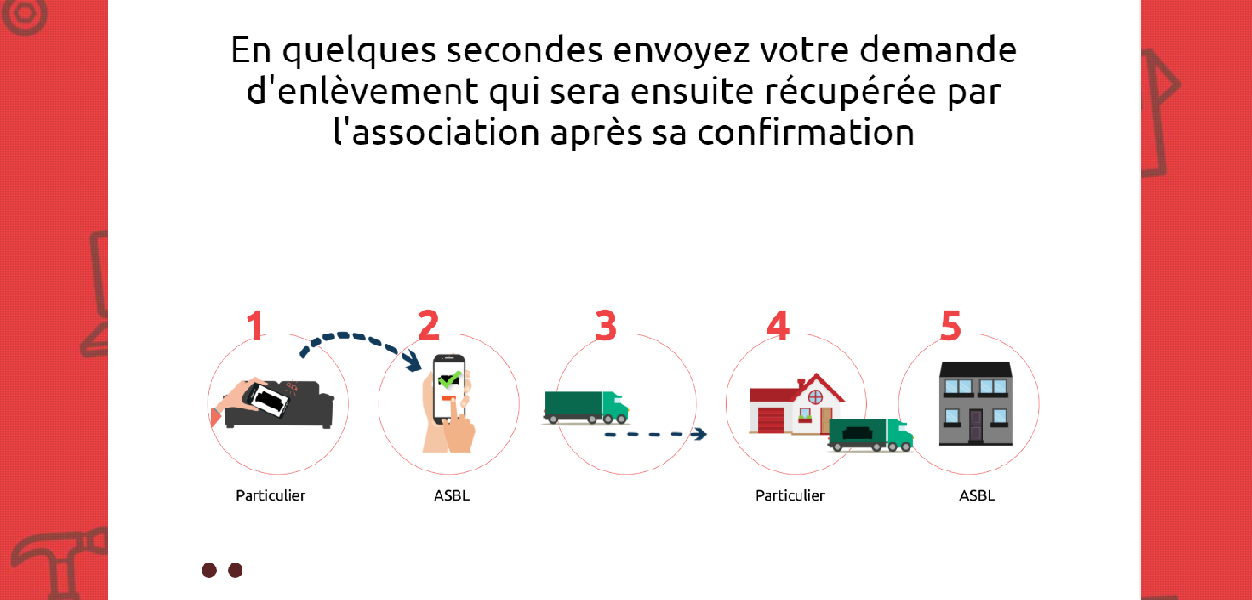 En quelques secondes envoyez votre demande
d'enlèvement qui sera ensuite récupérée par
l'association après sa confirmation
1 2 3 4 5
Particulier ASBL Particulier ASBL